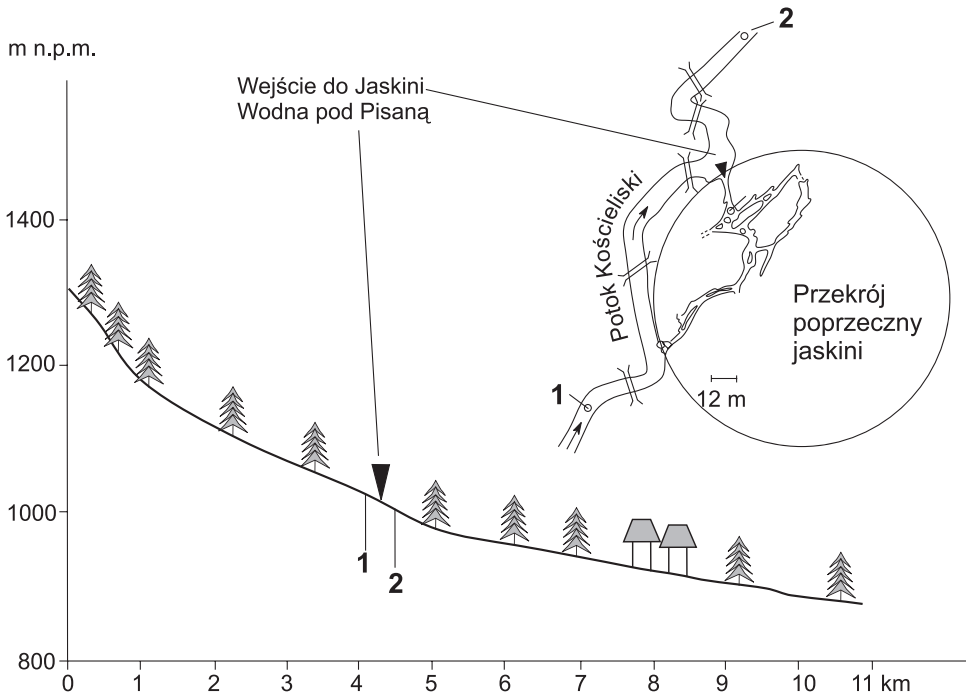 m n.p.m.
2
Wejście do Jaskini
Wodna pod Pisaną
Potok Kościeliski
Przekrój
poprzeczny
jaskini
12 m
1
1400
1200
1000
800
1
2
0 1 2 3 4 5 6 7 8 9 10 11 km